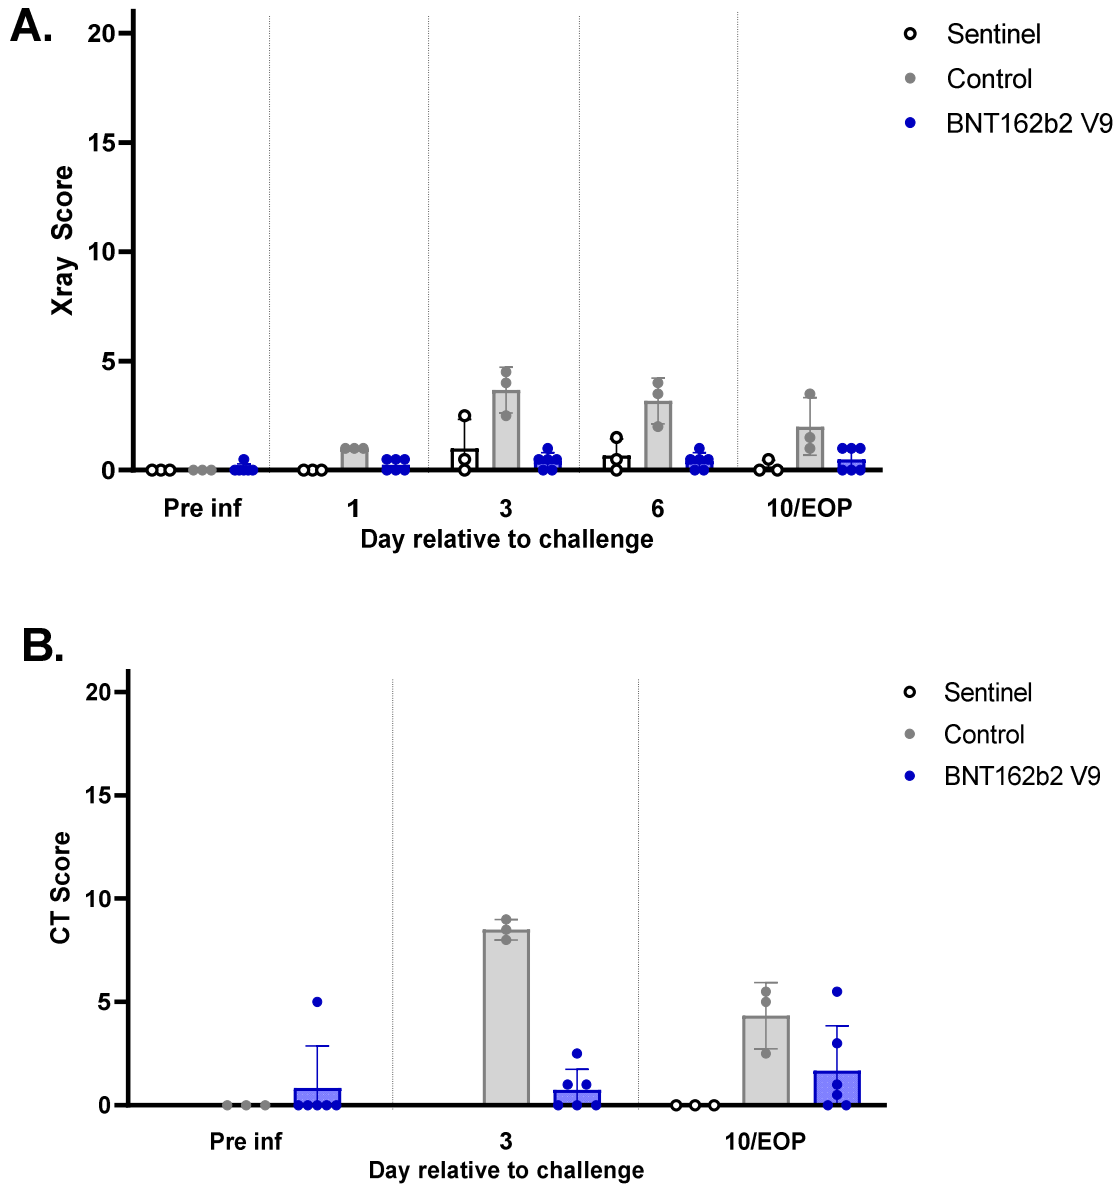 A.
20
15
10
5
0
Xray Score
Pre inf 1 3 6 10/EOP
Day relative to challenge
Sentinel
Control
BNT162b2 V9
B.
20
15
10
5
0
CT Score
Pre inf 3 10/EOP
Day relative to challenge
Sentinel
Control
BNT162b2 V9